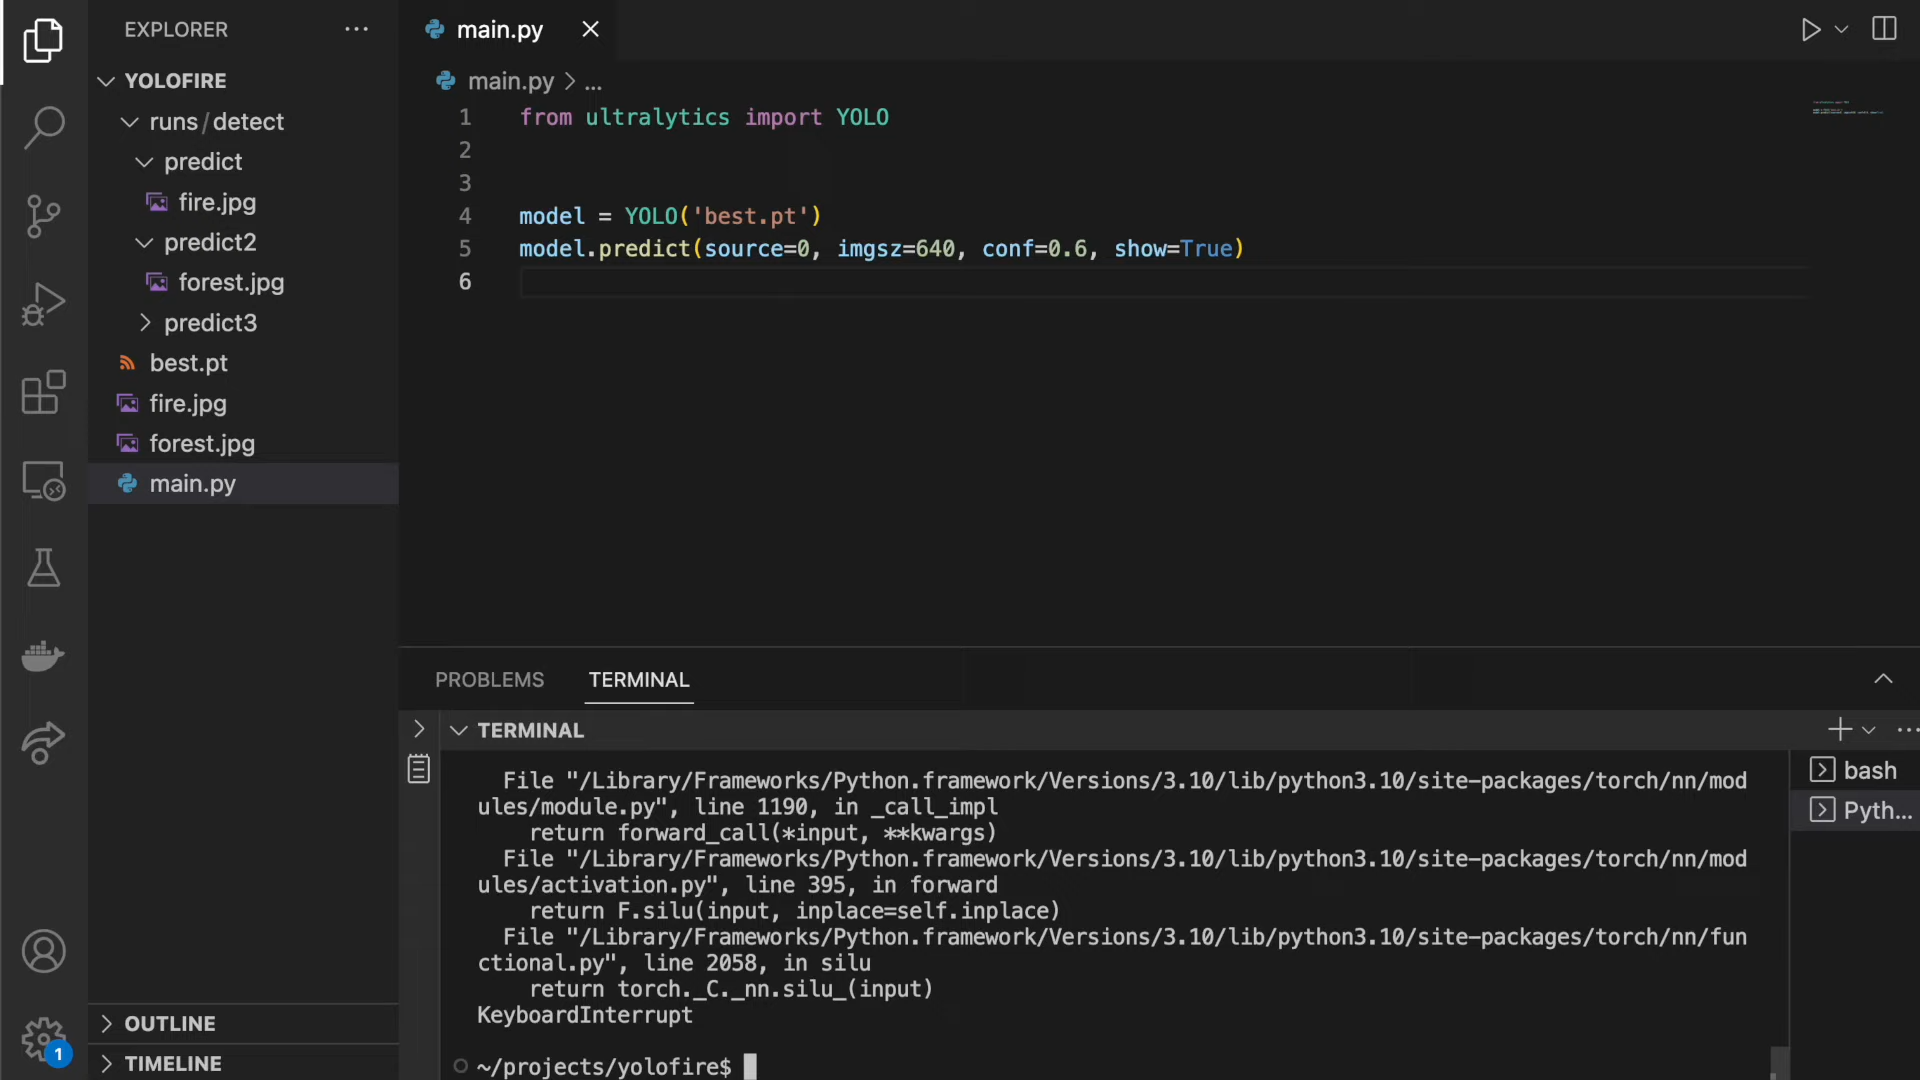 EXPLORER
YOLOFIRE
runs/detect
predict
fire.jpg
predict2
forest.jpg
predict3
best.pt
fire.jpg
forest.jpg
main.py
OUTLINE
TIMELINE
1
main.py
main.py > ...
1 from ultralytics import YOLO
2
3
4 model = YOLO('best.pt')
5 model.predict(source=0, imgsz=640, conf=0.6, show=True)
6
PROBLEMS TERMINAL
TERMINAL
File "/Library/Frameworks/Python.framework/Versions/3.10/lib/python3.10/site-packages/torch/nn/mod
ules/module.py", line 1190, in _call_impl
return forward_call(*input, **kwargs)
File "/Library/Frameworks/Python.framework/Versions/3.10/lib/python3.10/site-packages/torch/nn/mod
ules/activation.py", line 395, in forward
return F.silu(input, inplace=self.inplace)
File "/Library/Frameworks/Python.framework/Versions/3.10/lib/python3.10/site-packages/torch/nn/fun
ctional.py", line 2058, in silu
return torch._C._nn.silu_(input)
KeyboardInterrupt
~/projects/yolofire$
bash
Pyth...